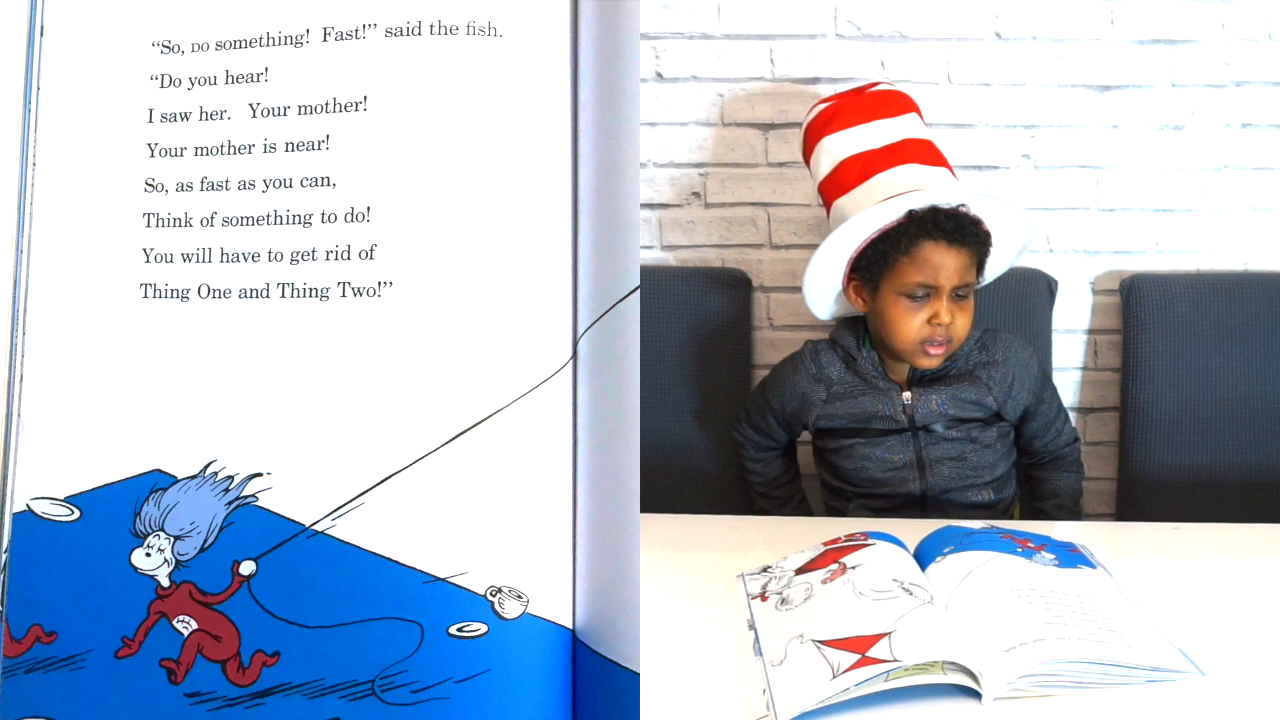 “So, DO something! Fast!” said the fish.
“Do you hear!
I saw her. Your mother!
Your mother is near!
So, as fast as you can,
Think of something to do!
You will have to get rid of
Thing One and Thing Two!”